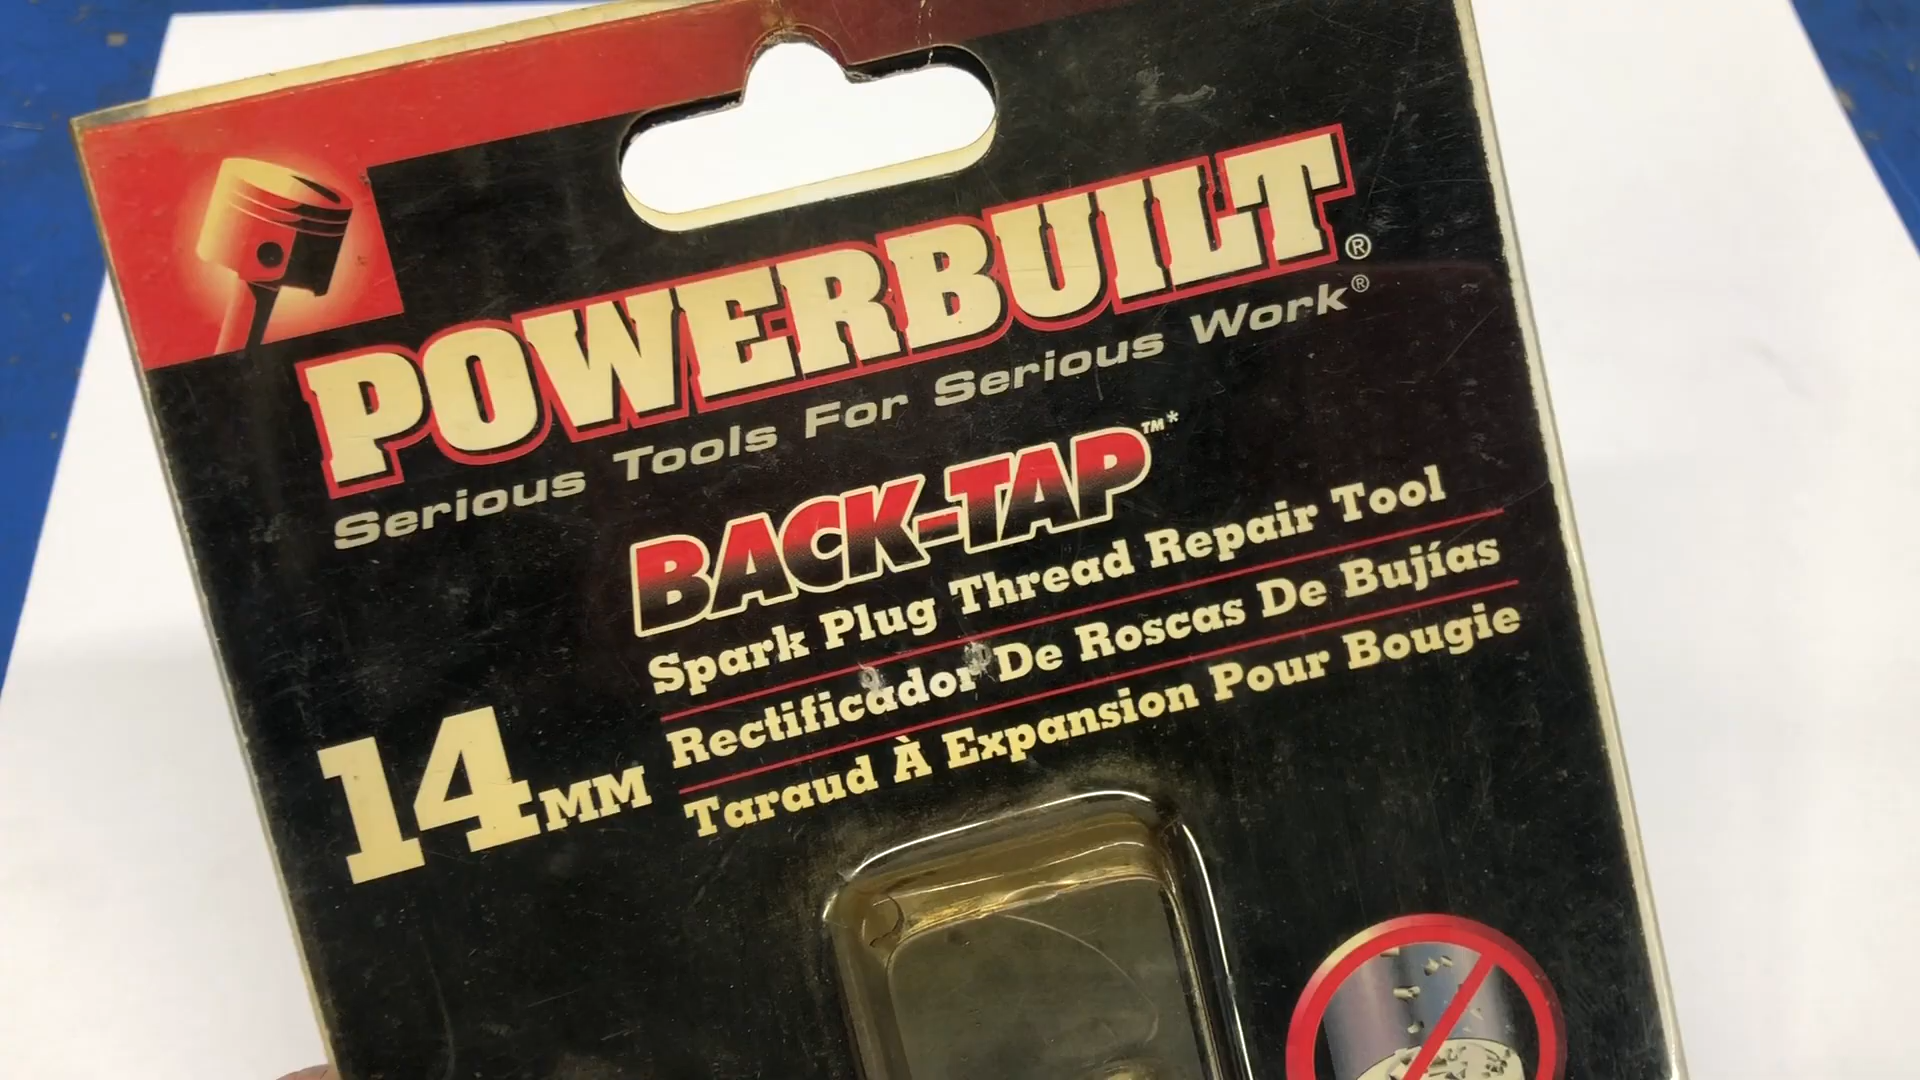 POWERBUILT®
Serious Tools For Serious Work®
BACK-TAP™*
Spark Plug Thread Repair Tool
Rectificador De Roscas De Bujías
Taraud À Expansion Pour Bougie
14MM